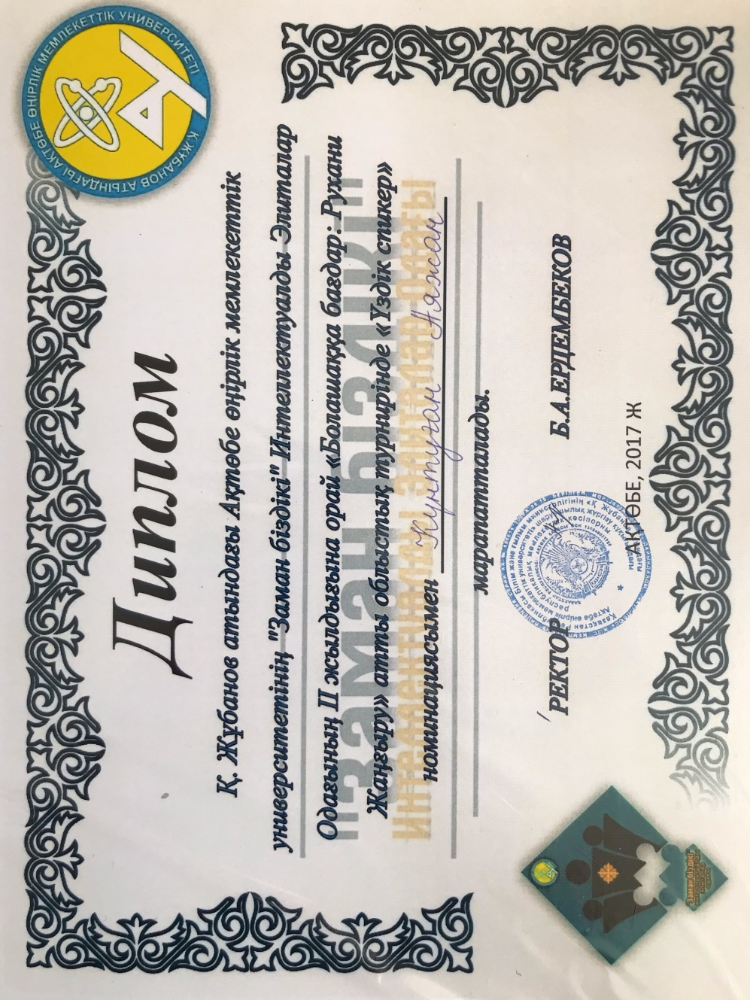 Қ.ЖҰБАНОВ АТЫНДАҒЫ АҚТӨБЕ ӨҢІРЛІК МЕМЛЕКЕТТІК УНИВЕРСИТЕТІ
Диплом
Қ. Жұбанов атындағы Ақтөбе өңірлік мемлекеттік
университетінің "Заман біздікі" Интеллектуалды Элиталар
Одағының II жылдығына орай «Болашаққа бағдар: Рухани
Жаңғыру» атты облыстық турнирінде «Үздік спикер»
номинациясымен Кунтуган Аяжан
марапатталады.
"Заман біздікі"
Интеллектуалды элиталар одағы
РЕКТОР Б.А.ЕРДЕМБЕКОВ
АҚТӨБЕ, 2017 Ж